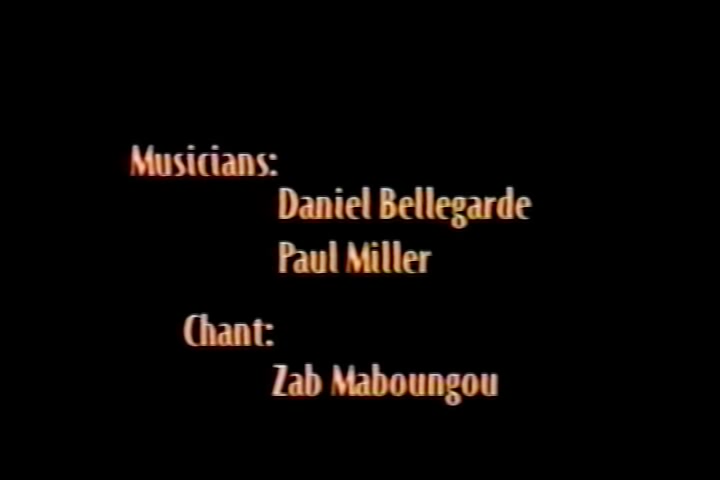 Musicians:
Daniel Bellegarde
Paul Miller
Chant:
Zab Maboungou